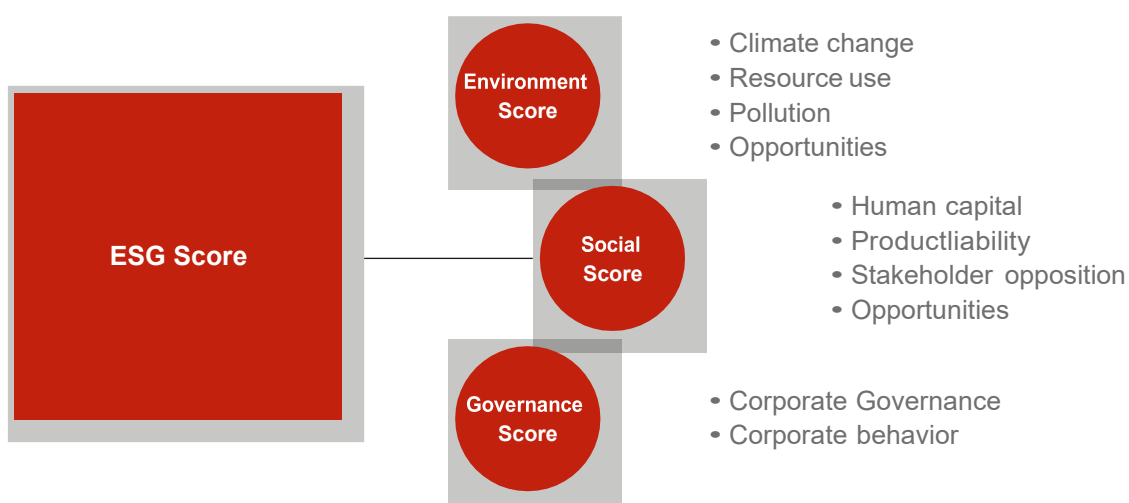 ESG Score
Environment
Score
• Climate change
• Resource use
• Pollution
• Opportunities
Social
Score
• Human capital
• Productliability
• Stakeholder opposition
• Opportunities
Governance
Score
• Corporate Governance
• Corporate behavior